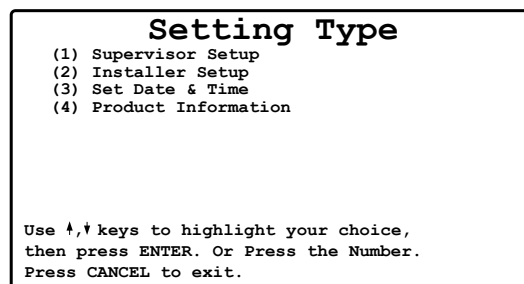 Setting Type
(1) Supervisor Setup
(2) Installer Setup
(3) Set Date & Time
(4) Product Information
Use ↑,↓ keys to highlight your choice,
then press ENTER. Or Press the Number.
Press CANCEL to exit.